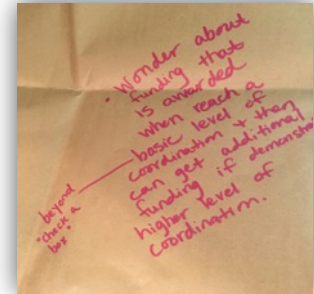 • Wonder about
funding that
is awarded
when reach a
basic level of
coordination & then
can get additional
funding if demonstrate
higher level of
coordination.
beyond
"check a
box"